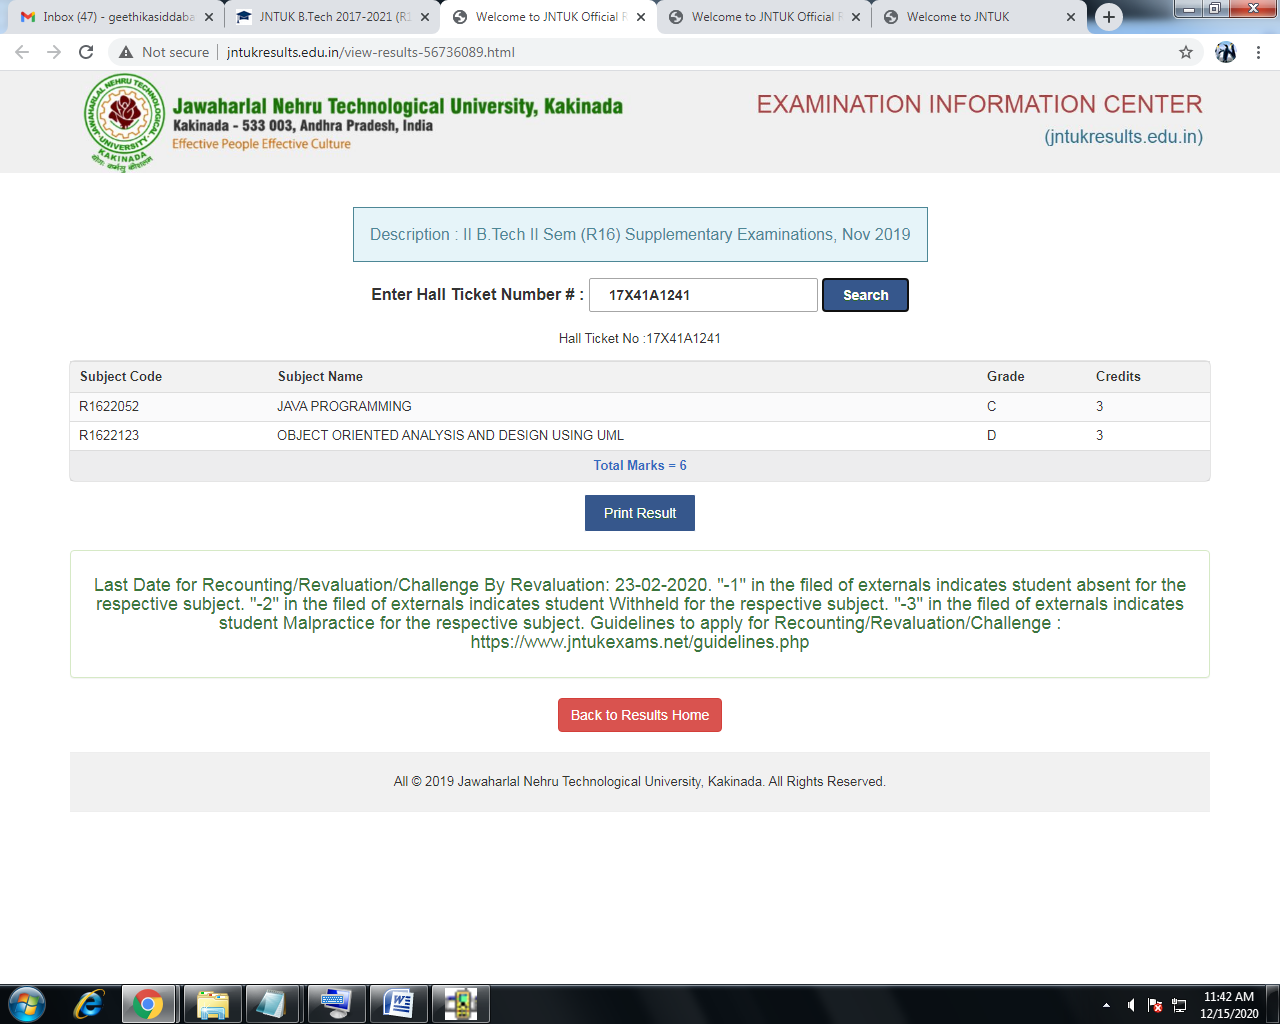 Inbox (47) - geethikasiddaba
JNTUK B.Tech 2017-2021 (R1
Welcome to JNTUK Official R
Welcome to JNTUK Official R
Welcome to JNTUK
Not secure | jntukresults.edu.in/view-results-56736089.html
JAWAHARLAL NEHRU TECHNOLOGICAL UNIVERSITY
KAKINADA
Jawaharlal Nehru Technological University, Kakinada
Kakinada - 533 003, Andhra Pradesh, India
Effective People Effective Culture
EXAMINATION INFORMATION CENTER
(jntukresults.edu.in)
Description : II B.Tech II Sem (R16) Supplementary Examinations, Nov 2019
Enter Hall Ticket Number # : 17X41A1241 Search
Hall Ticket No :17X41A1241
Subject Code Subject Name Grade Credits
R1622052 JAVA PROGRAMMING C 3
R1622123 OBJECT ORIENTED ANALYSIS AND DESIGN USING UML D 3
Total Marks = 6
Print Result
Last Date for Recounting/Revaluation/Challenge By Revaluation: 23-02-2020. "-1" in the filed of externals indicates student absent for the
respective subject. "-2" in the filed of externals indicates student Withheld for the respective subject. "-3" in the filed of externals indicates
student Malpractice for the respective subject. Guidelines to apply for Recounting/Revaluation/Challenge :
https://www.jntukexams.net/guidelines.php
Back to Results Home
All © 2019 Jawaharlal Nehru Technological University, Kakinada. All Rights Reserved.
11:42 AM
12/15/2020